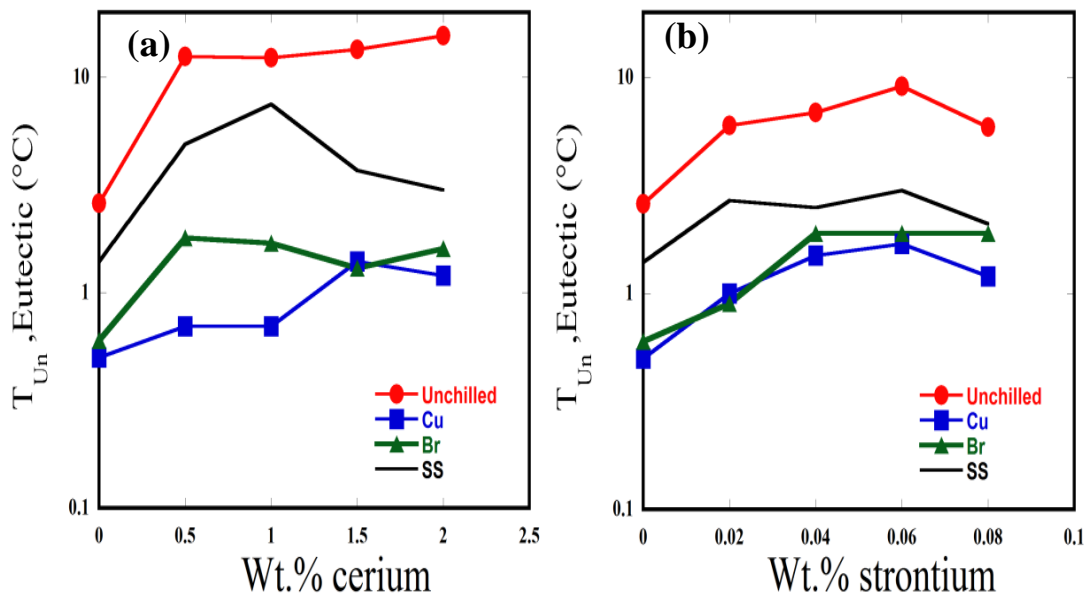 (a)
T Un ,Eutectic (°C)
10
1
0.1
0
0.5
1
1.5
2
2.5
Wt.% cerium
Unchilled
Cu
Br
SS
(b)
T Un ,Eutectic (°C)
10
1
0.1
0
0.02
0.04
0.06
0.08
0.1
Wt.% strontium
Unchilled
Cu
Br
SS